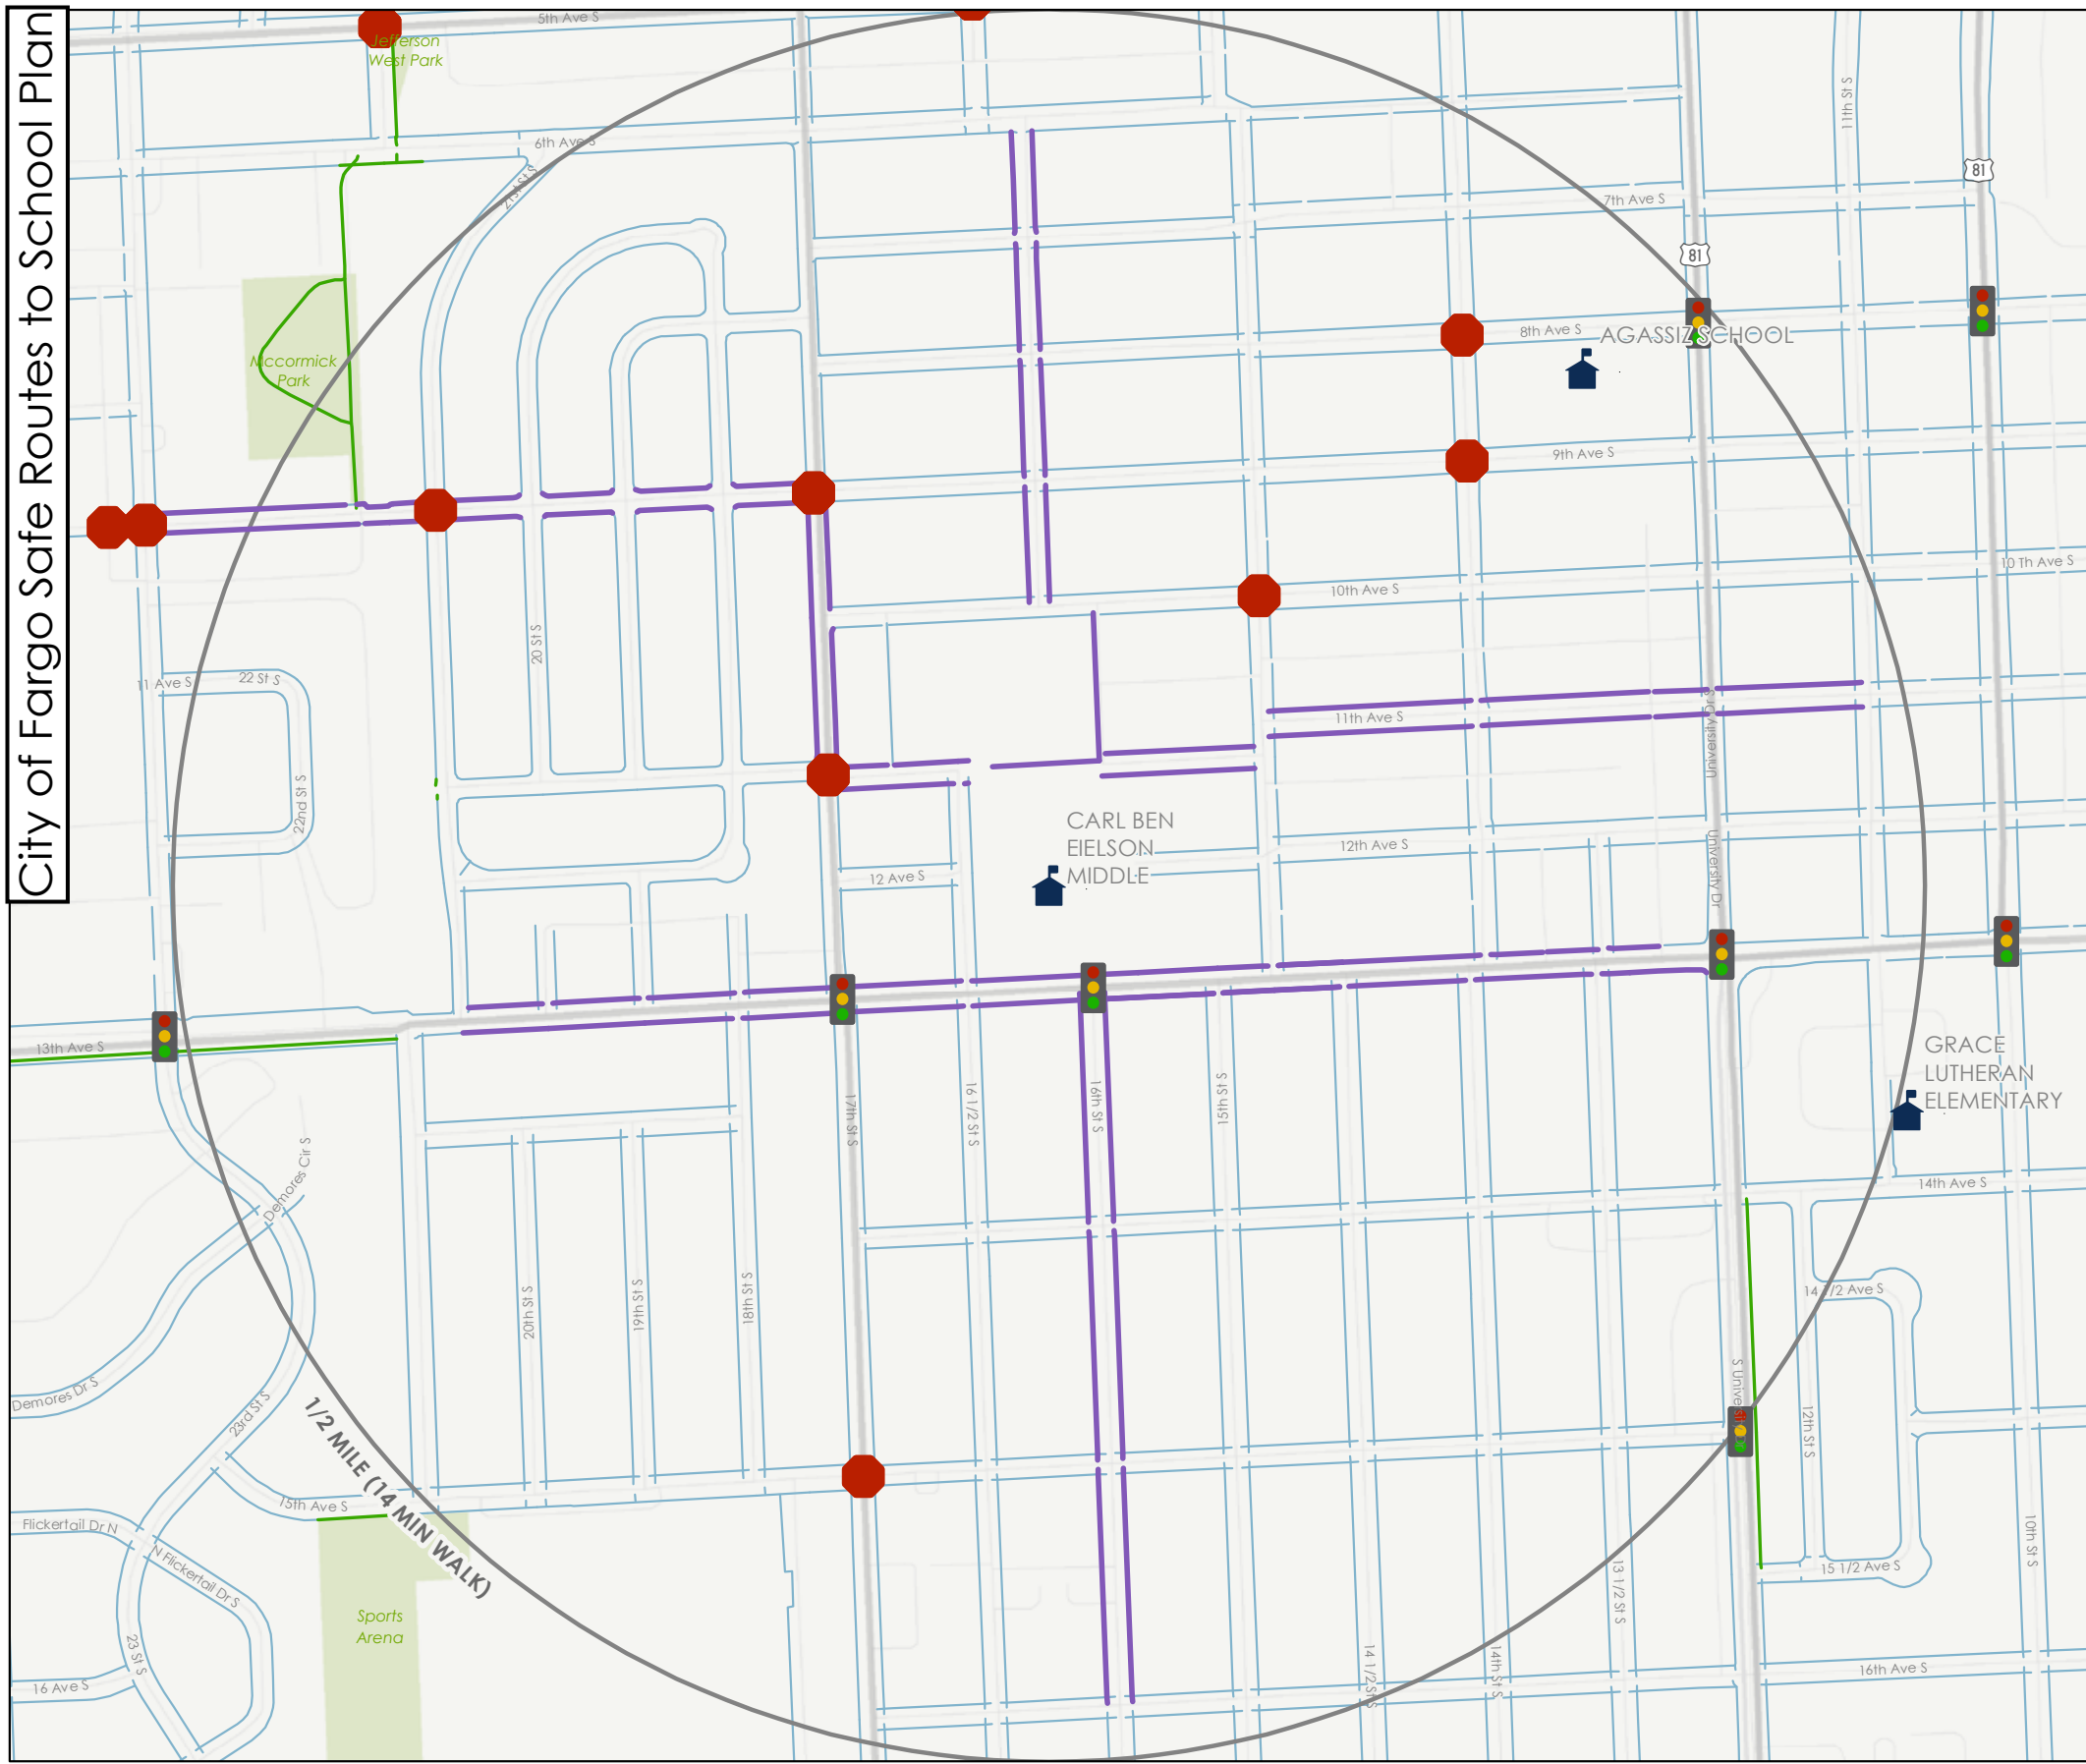 City of Fargo Safe Routes to School Plan
5th Ave S
Jefferson
West Park
6th Ave S
21st St S
11th St S
81
7th Ave S
81
8th Ave S
AGASSIZ SCHOOL
Mccormick
Park
9th Ave S
10th Ave S
10 Th Ave S
20 St S
11 Ave S
22 St S
11th Ave S
University Dr S
22nd St S
CARL BEN
EIELSON
MIDDLE
12th Ave S
12 Ave S
University Dr
13th Ave S
GRACE
LUTHERAN
ELEMENTARY
17th St S
16 1/2 St S
16th St S
15th St S
Demores Cir S
14th Ave S
20th St S
19th St S
18th St S
14 1/2 Ave S
Demores Dr S
23rd St S
1/2 MILE (14 MIN WALK)
S Univer
12th St S
15th Ave S
Flickertail Dr N
N Flickertail Dr S
10th St S
13 1/2 St S
15 1/2 Ave S
Sports
Arena
23 St S
14 1/2 St S
14th St S
16th Ave S
16 Ave S